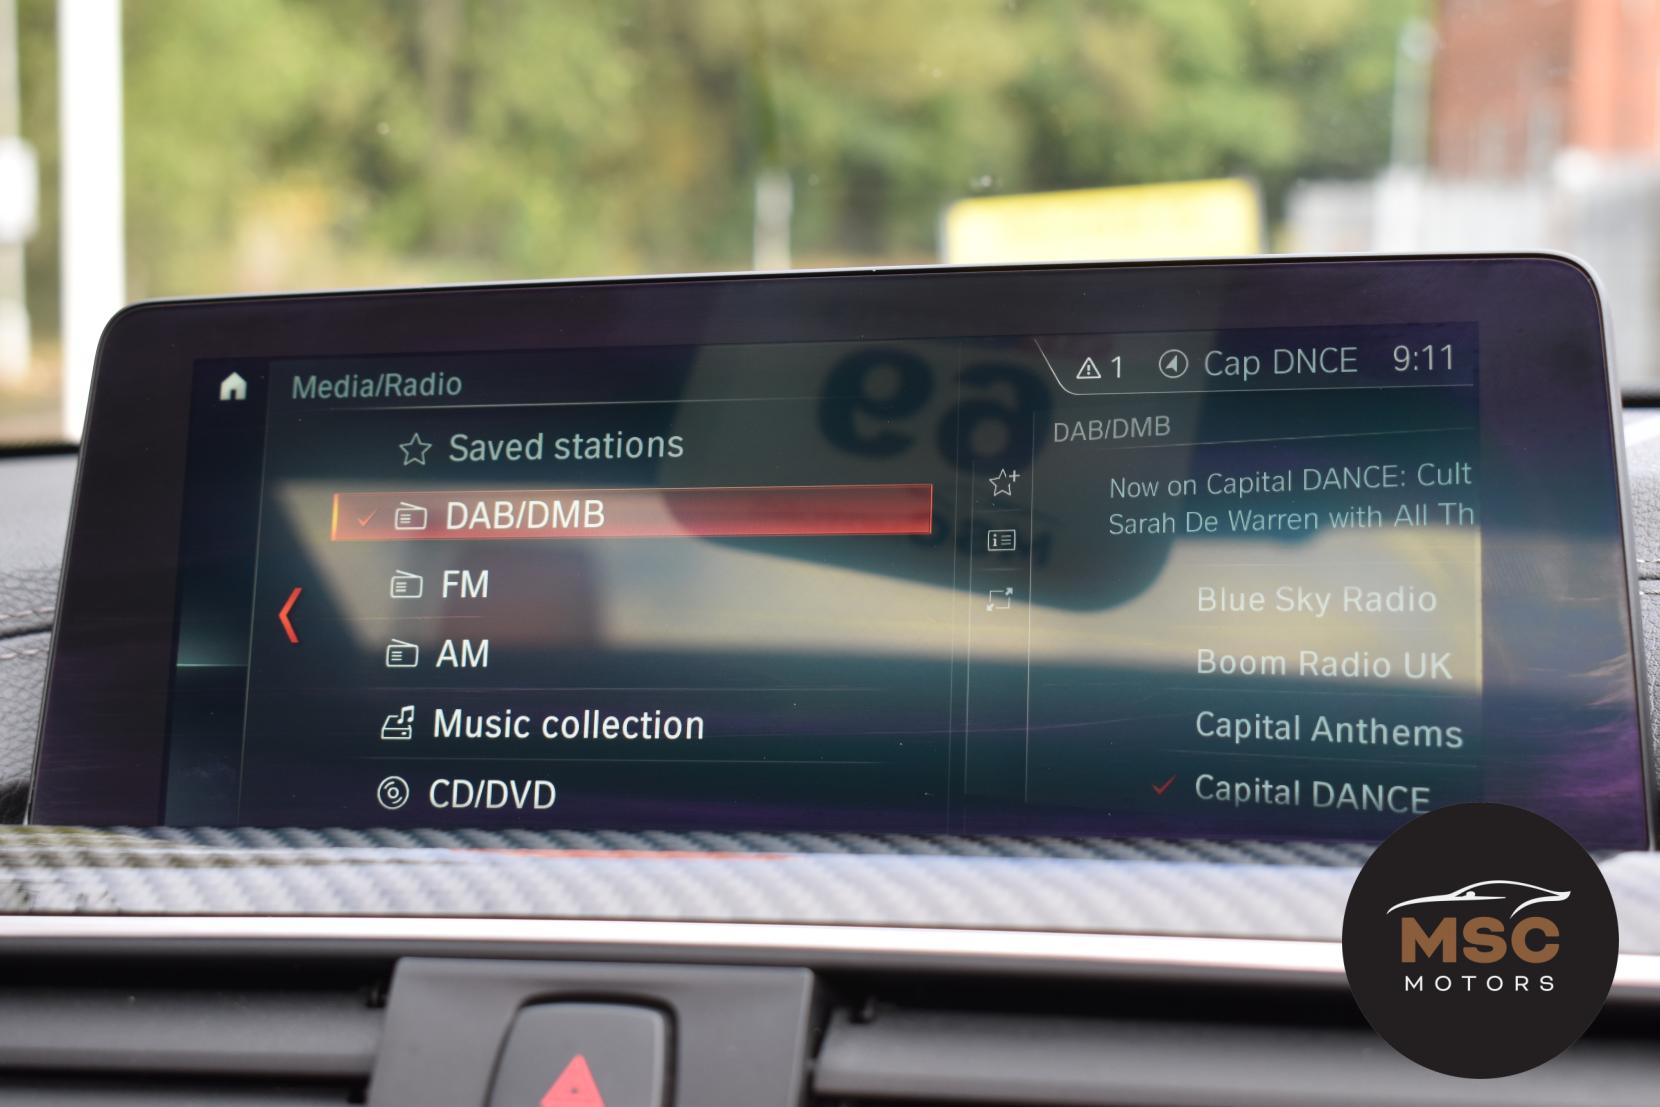 Media/Radio
1 Cap DNCE 9:11
Saved stations
DAB/DMB
FM
AM
Music collection
CD/DVD
DAB/DMB
Now on Capital DANCE: Cult
Sarah De Warren with All Th
Blue Sky Radio
Boom Radio UK
Capital Anthems
Capital DANCE
MSC
MOTORS